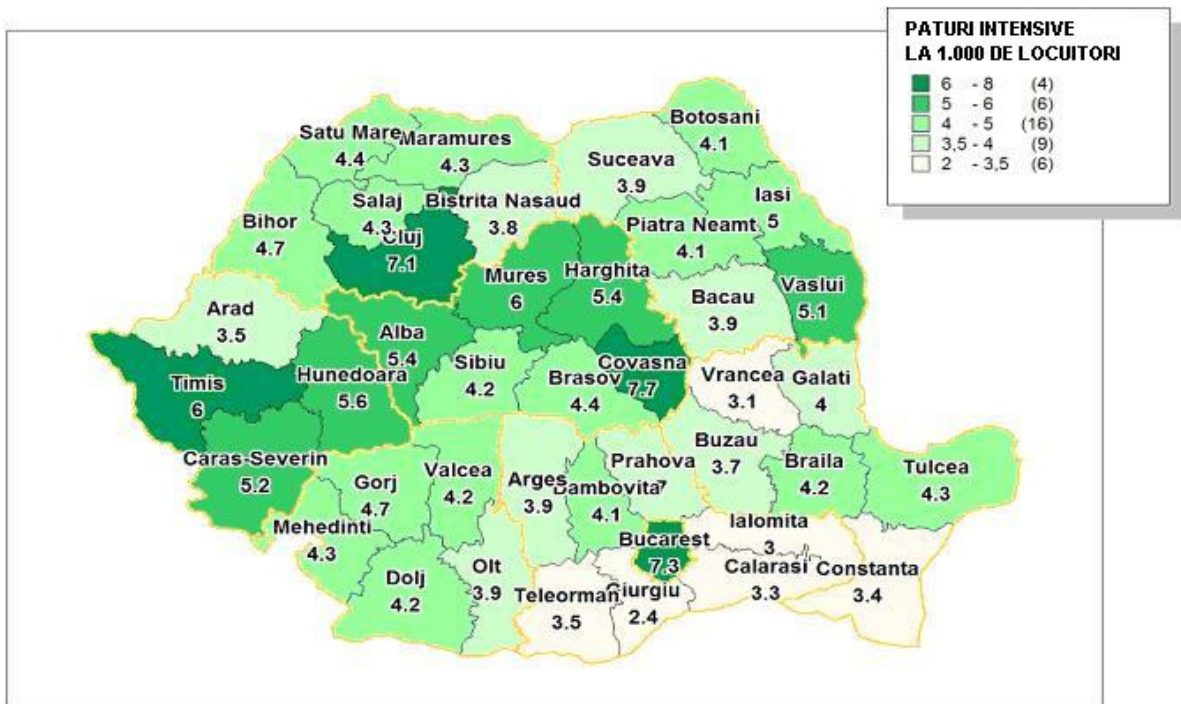 PATURI INTENSIVE
LA 1.000 DE LOCUITORI
6 - 8 (4)
5 - 6 (6)
4 - 5 (16)
3,5 - 4 (9)
2 - 3,5 (6)
Satu Mare
4.4
Maramures
4.3
Suceava
3.9
Botosani
4.1
Bihor
4.7
Salaj
4.3
Cluj
7.1
Bistrita Nasaud
3.8
Piatra Neamt
4.1
Iasi
5
Arad
3.5
Alba
5.4
Mures
6
Harghita
5.4
Bacau
3.9
Vaslui
5.1
Timis
6
Hunedoara
5.6
Sibiu
4.2
Brasov
4.4
Covasna
7.7
Vrancea
3.1
Galati
4
Caras-Severin
5.2
Gorj
4.7
Valcea
4.2
Arges
3.9
Dambovita
4.1
Prahova
7
Buzau
3.7
Braila
4.2
Tulcea
4.3
Mehedinti
4.3
Dolj
4.2
Olt
3.9
Teleorman
3.5
Giurgiu
2.4
Bucarest
7.3
Ialomita
3
Calarasi
3.3
Constanta
3.4